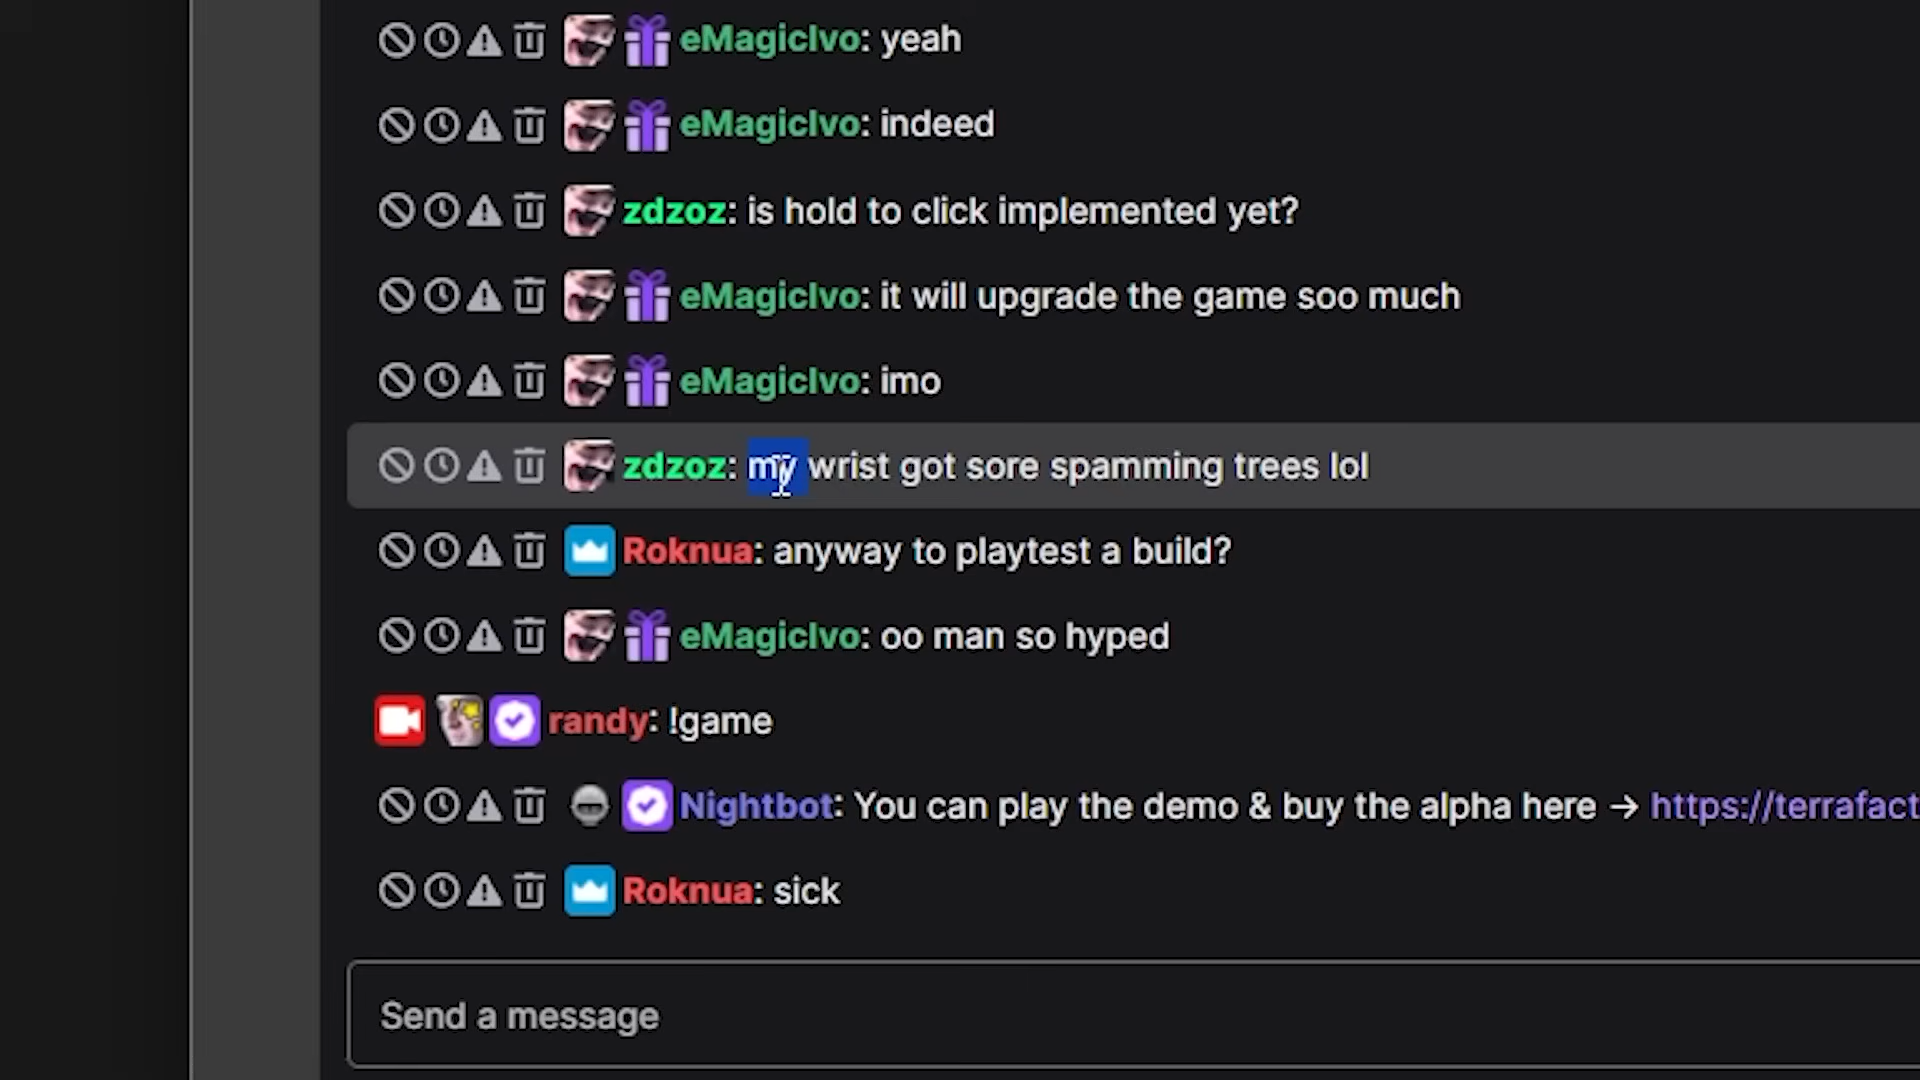 eMagicIvo: yeah
eMagicIvo: indeed
zdzoz: is hold to click implemented yet?
eMagicIvo: it will upgrade the game soo much
eMagicIvo: imo
zdzoz: my wrist got sore spamming trees lol
Roknua: anyway to playtest a build?
eMagicIvo: oo man so hyped
randy: !game
Nightbot: You can play the demo & buy the alpha here → https://terrafact
Roknua: sick
Send a message